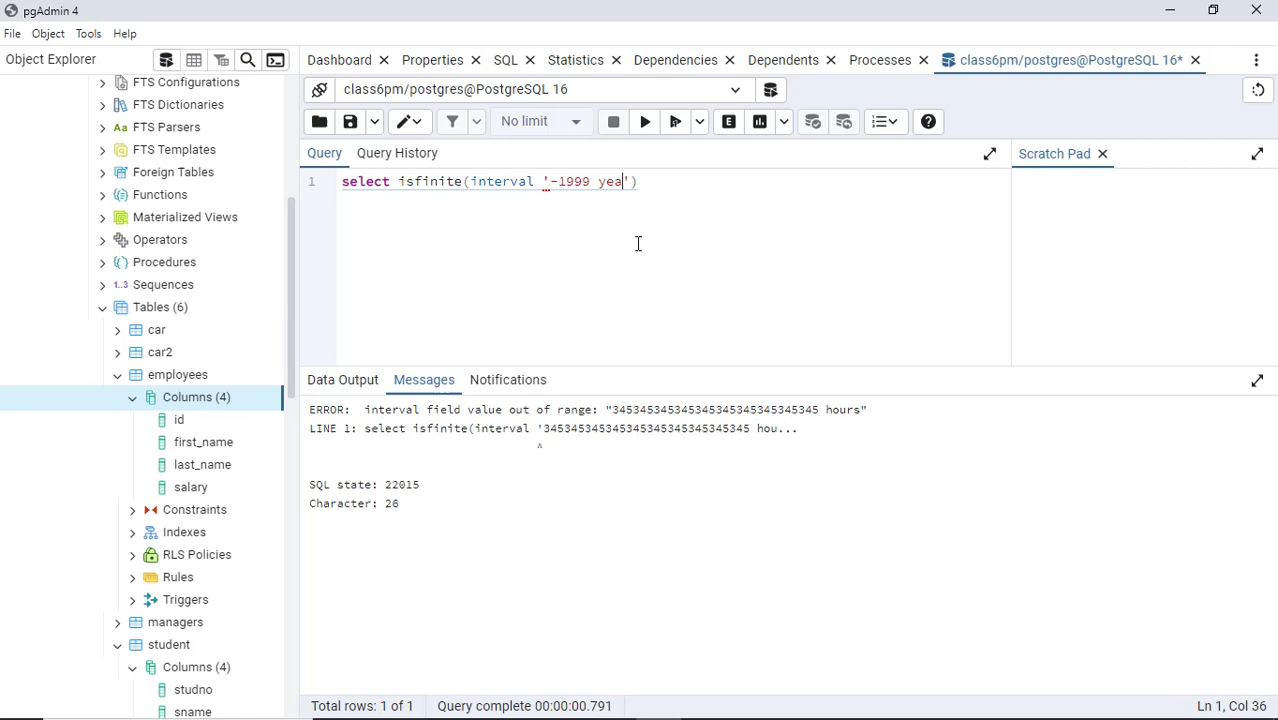 pgAdmin 4
File Object Tools Help
Object Explorer
Dashboard Properties SQL Statistics Dependencies Dependents Processes class6pm/postgres@PostgreSQL 16*
FTS Configurations
FTS Dictionaries
Aa FTS Parsers
FTS Templates
Foreign Tables
Functions
Materialized Views
Operators
Procedures
1..3 Sequences
Tables (6)
car
car2
employees
Columns (4)
id
first_name
last_name
salary
Constraints
Indexes
RLS Policies
Rules
Triggers
managers
student
Columns (4)
studno
sname
class6pm/postgres@PostgreSQL 16
No limit
E
Query Query History
Scratch Pad
1 select isfinite(interval '-1999 yea')
Data Output Messages Notifications
ERROR: interval field value out of range: "345345345345345345345345345345 hours"
LINE 1: select isfinite(interval '345345345345345345345345345345 hou...
^
SQL state: 22015
Character: 26
Total rows: 1 of 1 Query complete 00:00:00.791 Ln 1, Col 36